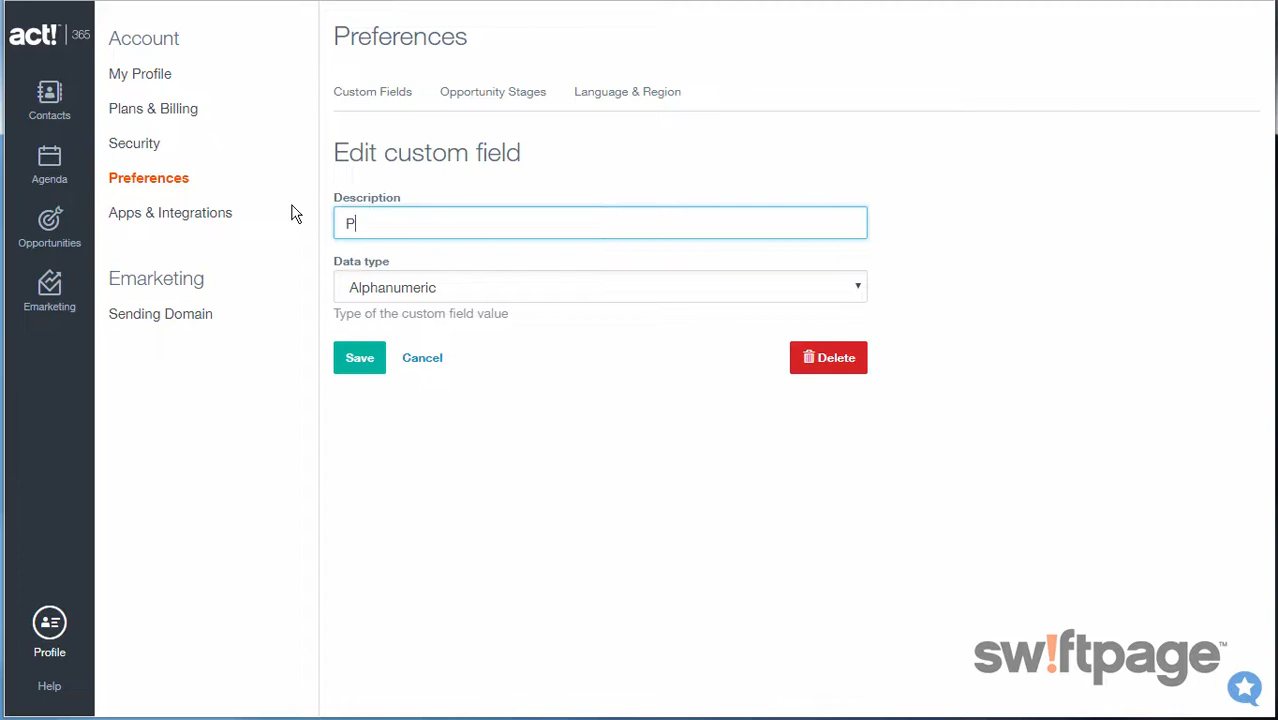 act! | 365
Contacts
Agenda
Opportunities
Emarketing
Profile
Help
Account
My Profile
Plans & Billing
Security
Preferences
Apps & Integrations
Emarketing
Sending Domain
Preferences
Custom Fields Opportunity Stages Language & Region
Edit custom field
Description
P
Data type
Alphanumeric
Type of the custom field value
Save Cancel Delete
sw!ftpage™